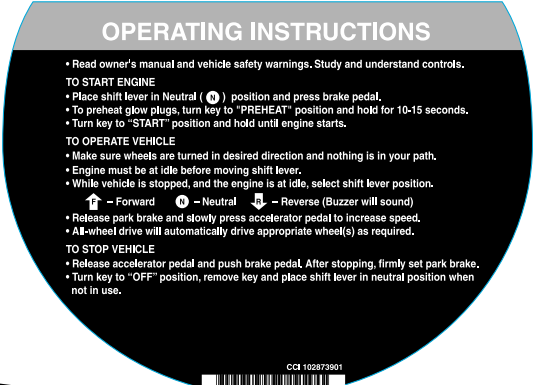 OPERATING INSTRUCTIONS
• Read owner's manual and vehicle safety warnings. Study and understand controls.
TO START ENGINE
• Place shift lever in Neutral ( N ) position and press brake pedal.
• To preheat glow plugs, turn key to "PREHEAT" position and hold for 10-15 seconds.
• Turn key to “START” position and hold until engine starts.
TO OPERATE VEHICLE
• Make sure wheels are turned in desired direction and nothing is in your path.
• Engine must be at idle before moving shift lever.
• While vehicle is stopped, and the engine is at idle, select shift lever position.
F – Forward N – Neutral R – Reverse (Buzzer will sound)
• Release park brake and slowly press accelerator pedal to increase speed.
• All-wheel drive will automatically drive appropriate wheel(s) as required.
TO STOP VEHICLE
• Release accelerator pedal and push brake pedal. After stopping, firmly set park brake.
• Turn key to “OFF” position, remove key and place shift lever in neutral position when
not in use.
CCI 102873901